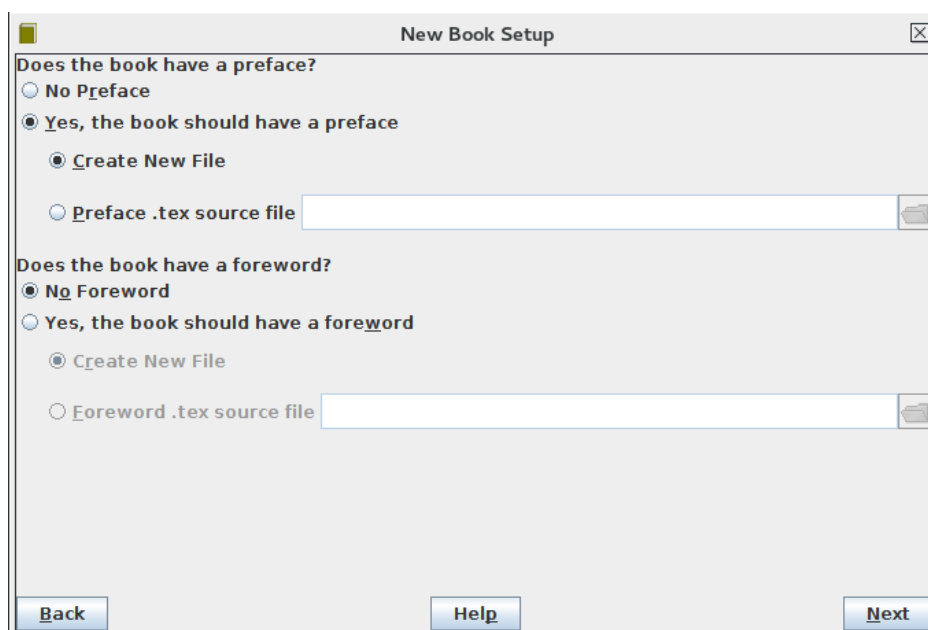 New Book Setup
Does the book have a preface?
No Preface
Yes, the book should have a preface
Create New File
Preface .tex source file
Does the book have a foreword?
No Foreword
Yes, the book should have a foreword
Create New File
Foreword .tex source file
Back Help Next